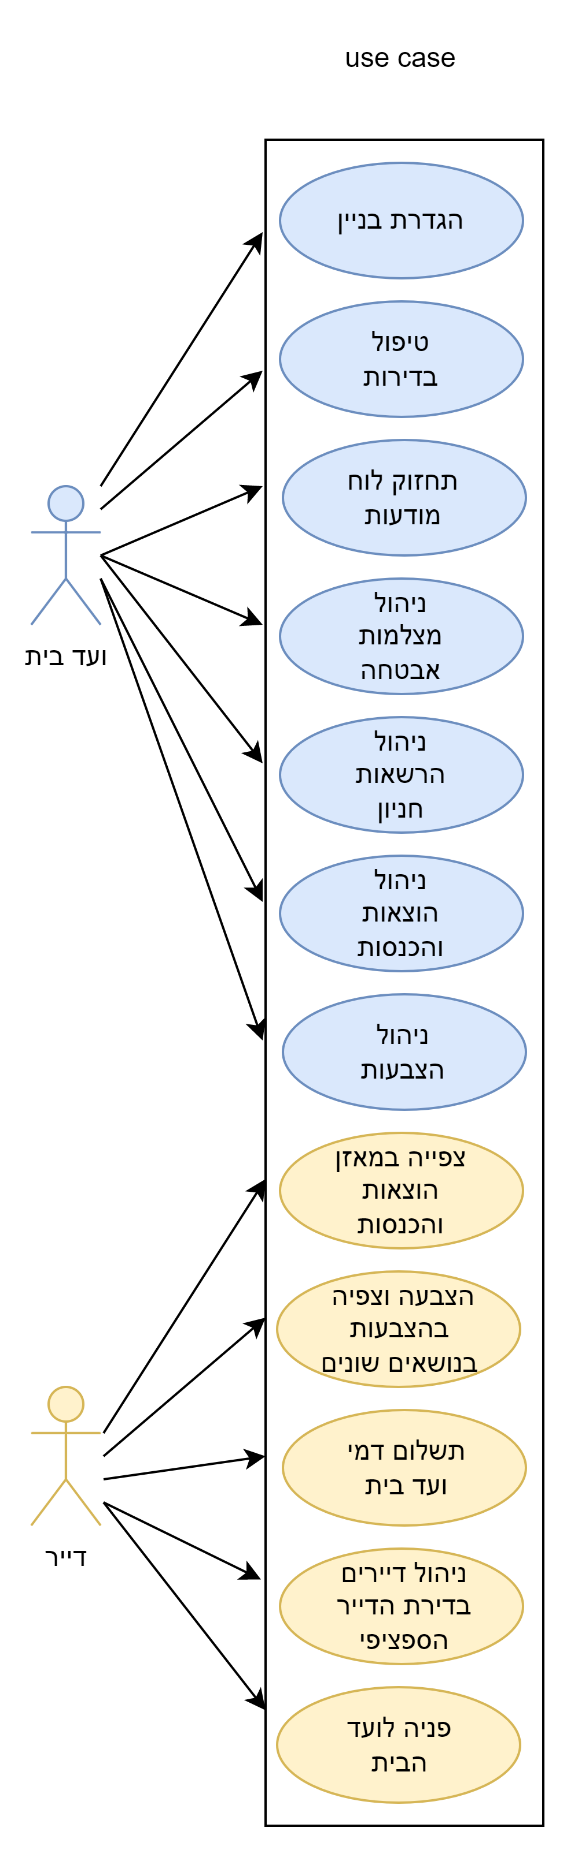 use case
הגדרת בניין
טיפול
בדירות
תחזוק לוח
מודעות
ניהול
מצלמות
אבטחה
ועד בית
ניהול
הרשאות
חניון
ניהול
הוצאות
והכנסות
ניהול
הצבעות
צפייה במאזן
הוצאות
והכנסות
הצבעה וצפיה
בהצבעות
בנושאים שונים
תשלום דמי
ועד בית
דייר
ניהול דיירים
בדירת הדייר
הספציפי
פניה לועד
הבית